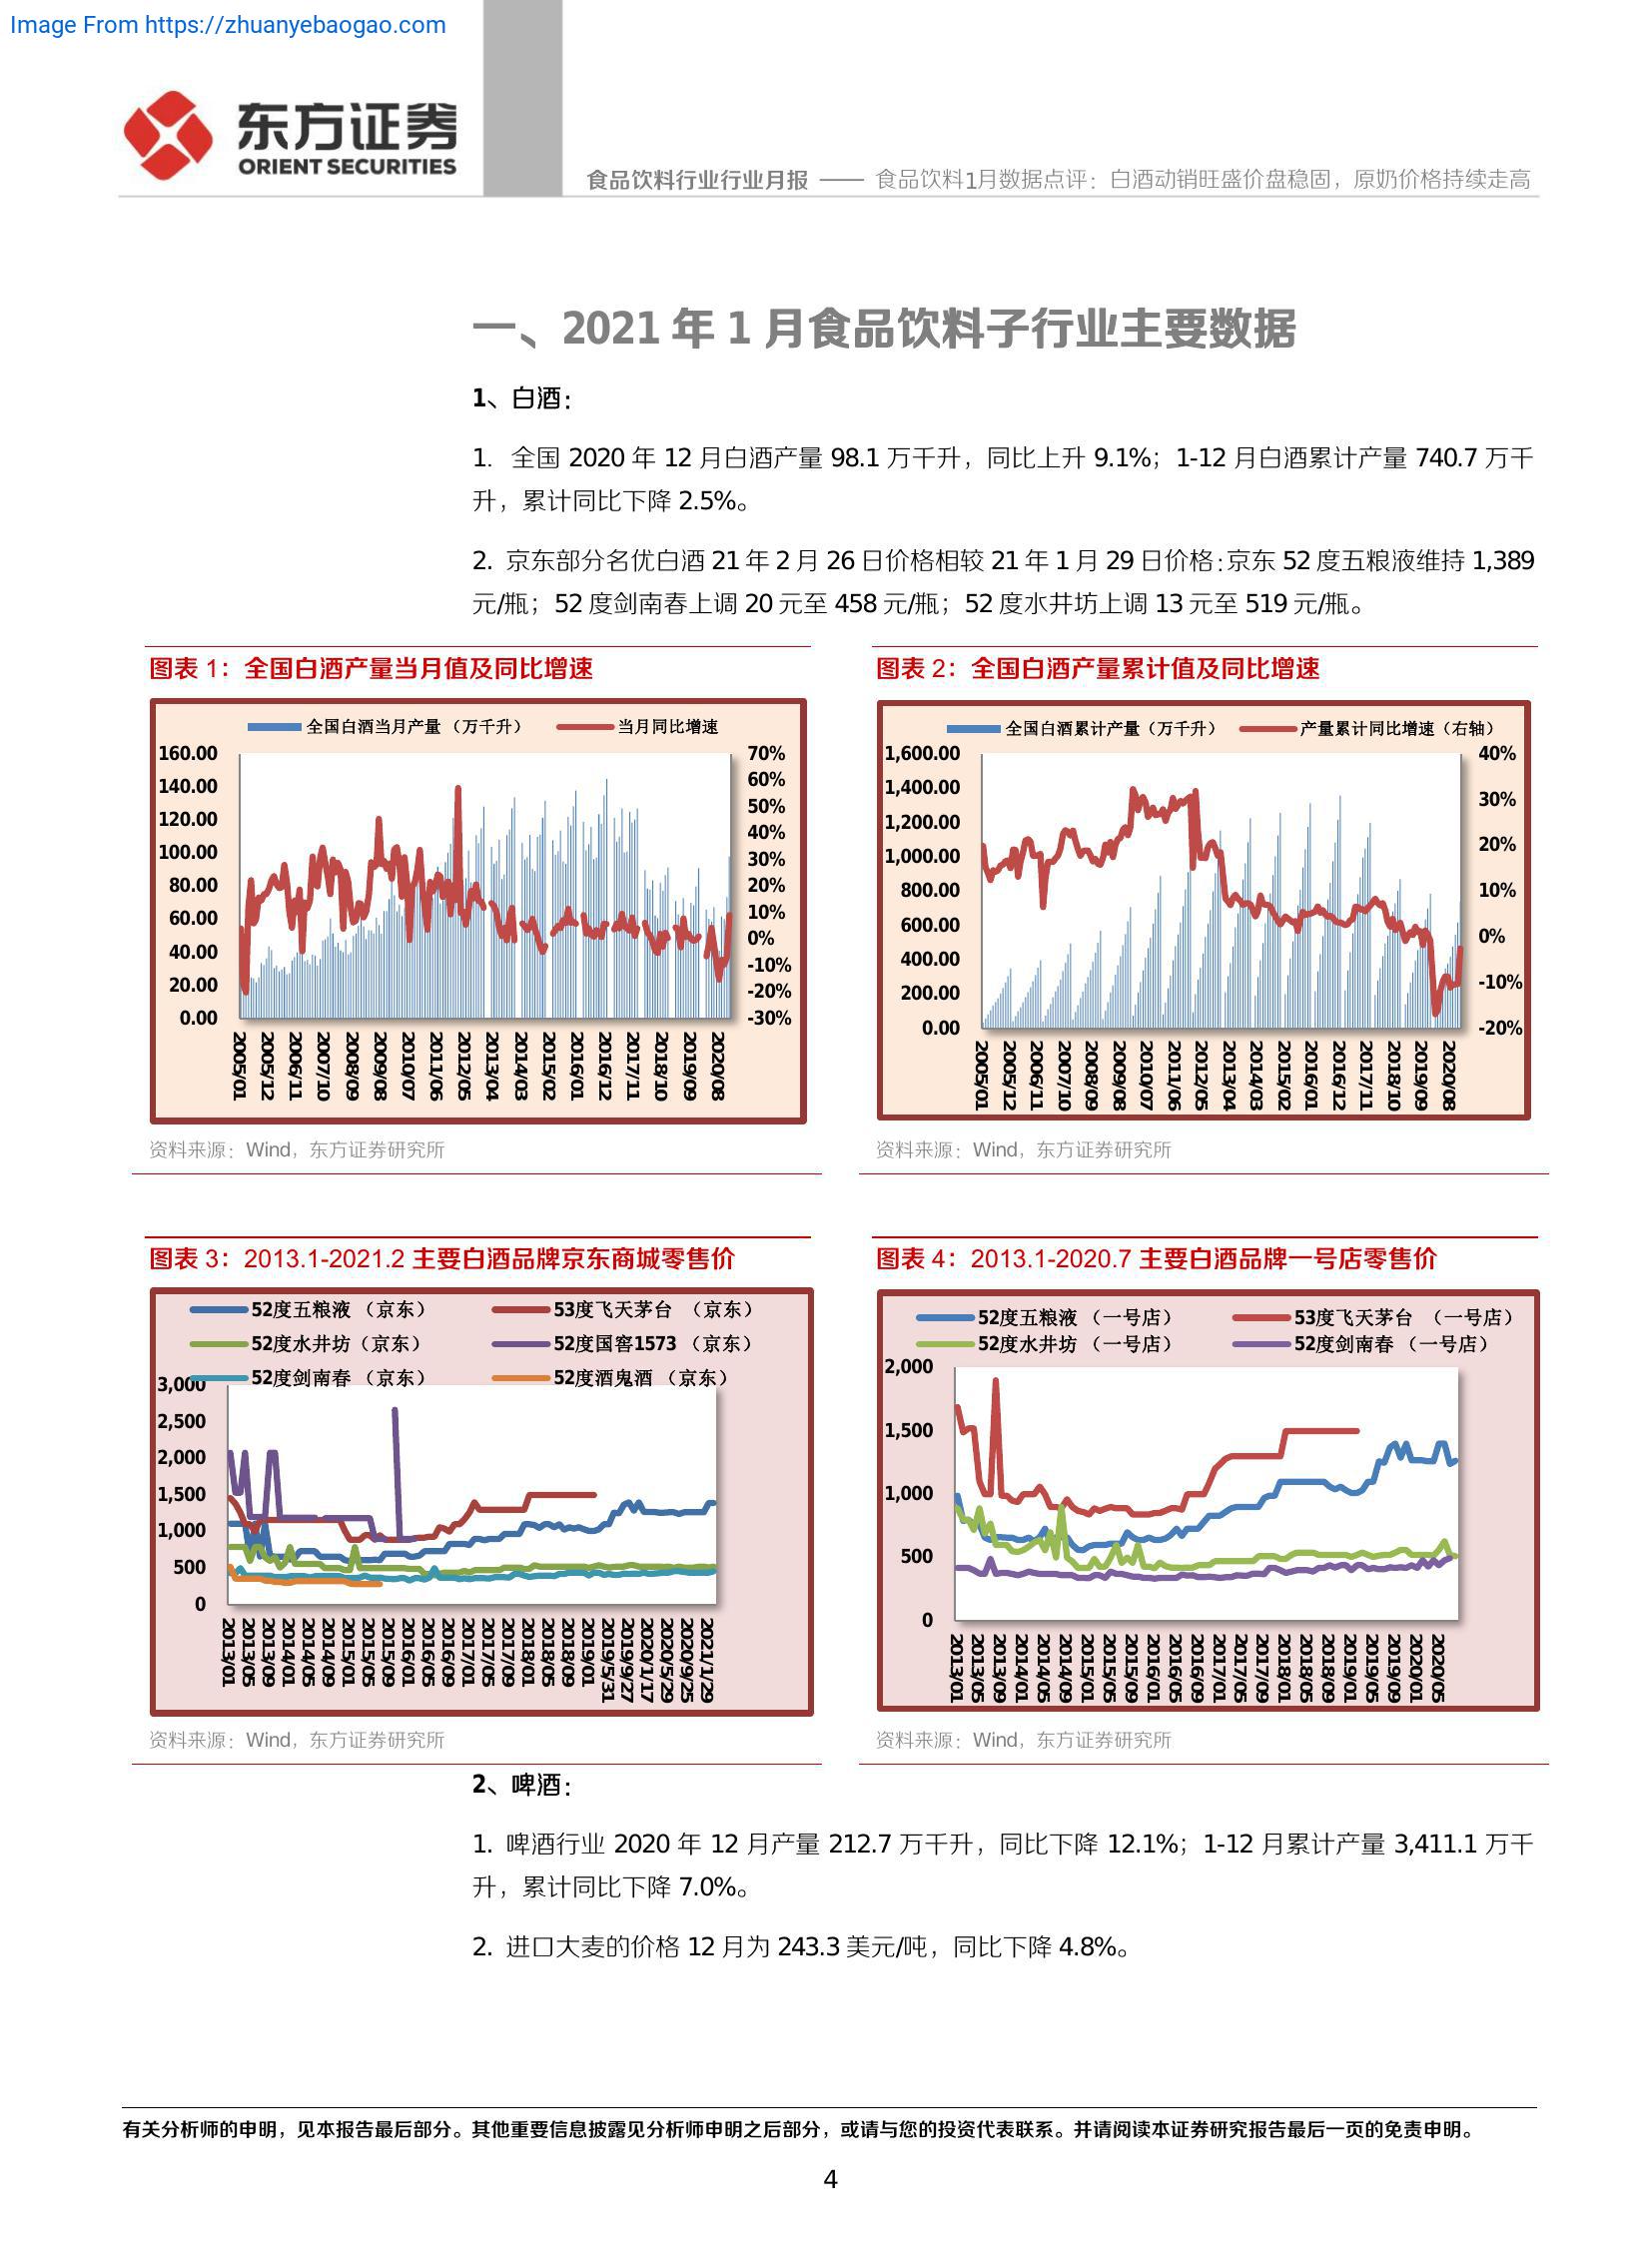 Image From https://zhuanyebaogao.com
东方证券
ORIENT SECURITIES
食品饮料行业行业月报 —— 食品饮料1月数据点评：白酒动销旺盛价盘稳固，原奶价格持续走高
一、2021 年 1 月食品饮料子行业主要数据
1、白酒：
1. 全国 2020 年 12 月白酒产量 98.1 万千升，同比上升 9.1%；1-12 月白酒累计产量 740.7 万千
升，累计同比下降 2.5%。
2. 京东部分名优白酒 21 年 2 月 26 日价格相较 21 年 1 月 29 日价格：京东 52 度五粮液维持 1,389
元/瓶；52 度剑南春上调 20 元至 458 元/瓶；52 度水井坊上调 13 元至 519 元/瓶。
图表 1：全国白酒产量当月值及同比增速
全国白酒当月产量（万千升） 当月同比增速
160.00 70%
140.00 60%
120.00 50%
100.00 40%
80.00 30%
60.00 20%
40.00 10%
20.00 0%
0.00 -10%
-20%
-30%
2005/01 2005/12 2006/11 2007/10 2008/09 2009/08 2010/07 2011/06 2012/05 2013/04 2014/03 2015/02 2016/01 2016/12 2017/11 2018/10 2019/09 2020/08
资料来源：Wind，东方证券研究所
图表 2：全国白酒产量累计值及同比增速
全国白酒累计产量（万千升） 产量累计同比增速（右轴）
1,600.00 40%
1,400.00 30%
1,200.00 20%
1,000.00 10%
800.00 0%
600.00 -10%
400.00 -20%
200.00
0.00
2005/01 2005/12 2006/11 2007/10 2008/09 2009/08 2010/07 2011/06 2012/05 2013/04 2014/03 2015/02 2016/01 2016/12 2017/11 2018/10 2019/09 2020/08
资料来源：Wind，东方证券研究所
图表 3：2013.1-2021.2 主要白酒品牌京东商城零售价
52度五粮液（京东） 53度飞天茅台（京东）
52度水井坊（京东） 52度国窖1573（京东）
52度剑南春（京东） 52度酒鬼酒（京东）
3,000
2,500
2,000
1,500
1,000
500
0
2013/01 2013/05 2013/09 2014/01 2014/05 2014/09 2015/01 2015/05 2015/09 2016/01 2016/05 2016/09 2017/01 2017/05 2017/09 2018/01 2018/05 2018/09 2019/01 2019/5/31 2019/9/27 2020/1/17 2020/5/29 2020/9/25 2021/1/29
资料来源：Wind，东方证券研究所
图表 4：2013.1-2020.7 主要白酒品牌一号店零售价
52度五粮液（一号店） 53度飞天茅台（一号店）
52度水井坊（一号店） 52度剑南春（一号店）
2,000
1,500
1,000
500
0
2013/01 2013/05 2013/09 2014/01 2014/05 2014/09 2015/01 2015/05 2015/09 2016/01 2016/05 2016/09 2017/01 2017/05 2017/09 2018/01 2018/05 2018/09 2019/01 2019/05 2019/09 2020/01 2020/05
资料来源：Wind，东方证券研究所
2、啤酒：
1. 啤酒行业 2020 年 12 月产量 212.7 万千升，同比下降 12.1%；1-12 月累计产量 3,411.1 万千
升，累计同比下降 7.0%。
2. 进口大麦的价格 12 月为 243.3 美元/吨，同比下降 4.8%。
有关分析师的申明，见本报告最后部分。其他重要信息披露见分析师申明之后部分，或请与您的投资代表联系。并请阅读本证券研究报告最后一页的免责申明。
4